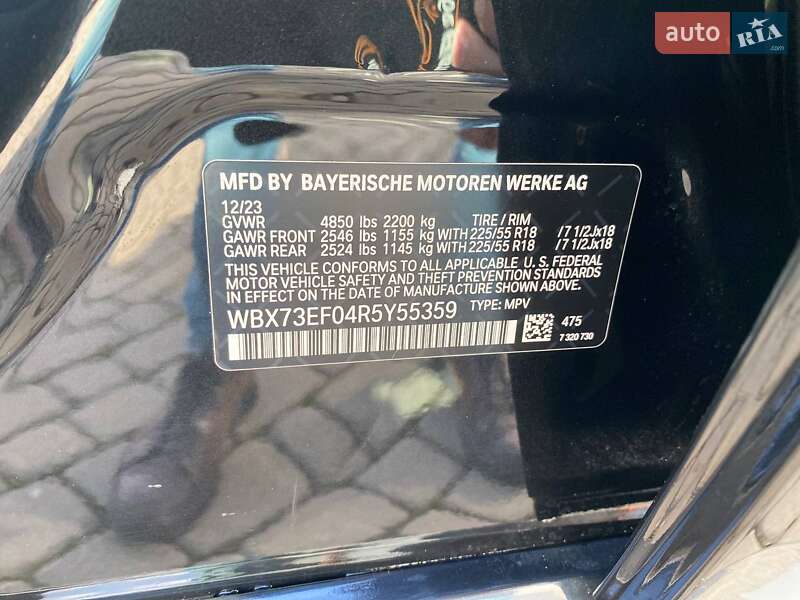 auto RIA .com
MFD BY BAYERISCHE MOTOREN WERKE AG
12/23
GVWR 4850 lbs 2200 kg TIRE / RIM
GAWR FRONT 2546 lbs 1155 kg WITH 225/55 R18 /7 1/2Jx18
GAWR REAR 2524 lbs 1145 kg WITH 225/55 R18 /7 1/2Jx18
THIS VEHICLE CONFORMS TO ALL APPLICABLE U. S. FEDERAL
MOTOR VEHICLE SAFETY AND THEFT PREVENTION STANDARDS
IN EFFECT ON THE DATE OF MANUFACTURE SHOWN ABOVE.
WBX73EF04R5Y55359 TYPE: MPV
475
7 320 730